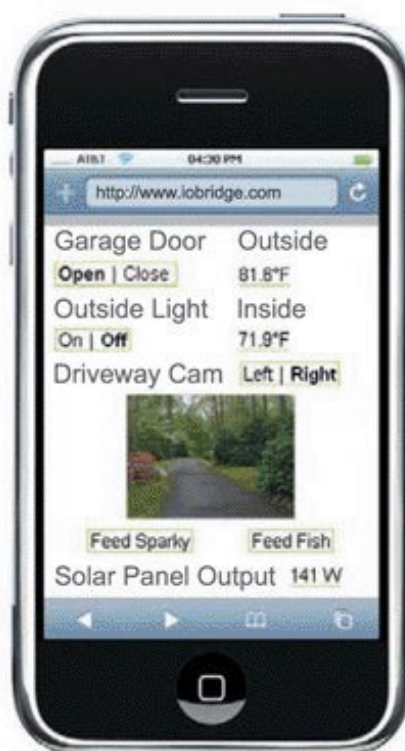 AT&T 04:30 PM
http://www.iobridge.com
Garage Door Outside
Open | Close 81.6°F
Outside Light Inside
On | Off 71.9°F
Driveway Cam Left | Right
Feed Sparky Feed Fish
Solar Panel Output 141 W